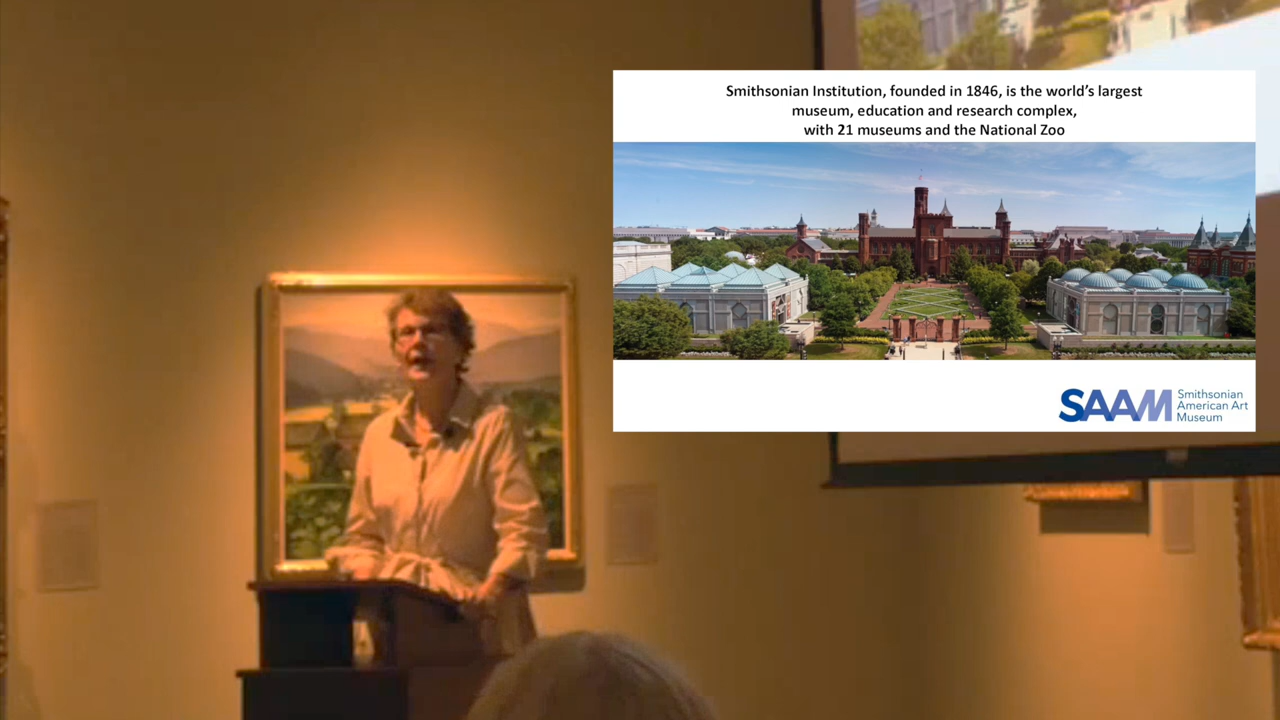 Smithsonian Institution, founded in 1846, is the world's largest
museum, education and research complex,
with 21 museums and the National Zoo
SAAM
Smithsonian
American Art
Museum